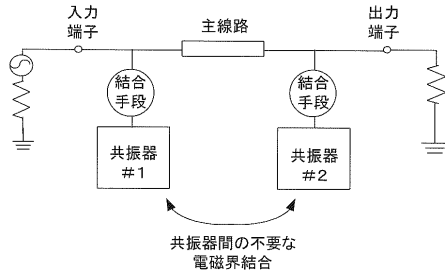 入力
端子
主線路
出力
端子
結合
手段
結合
手段
共振器
#1
共振器
#2
共振器間の不要な
電磁界結合